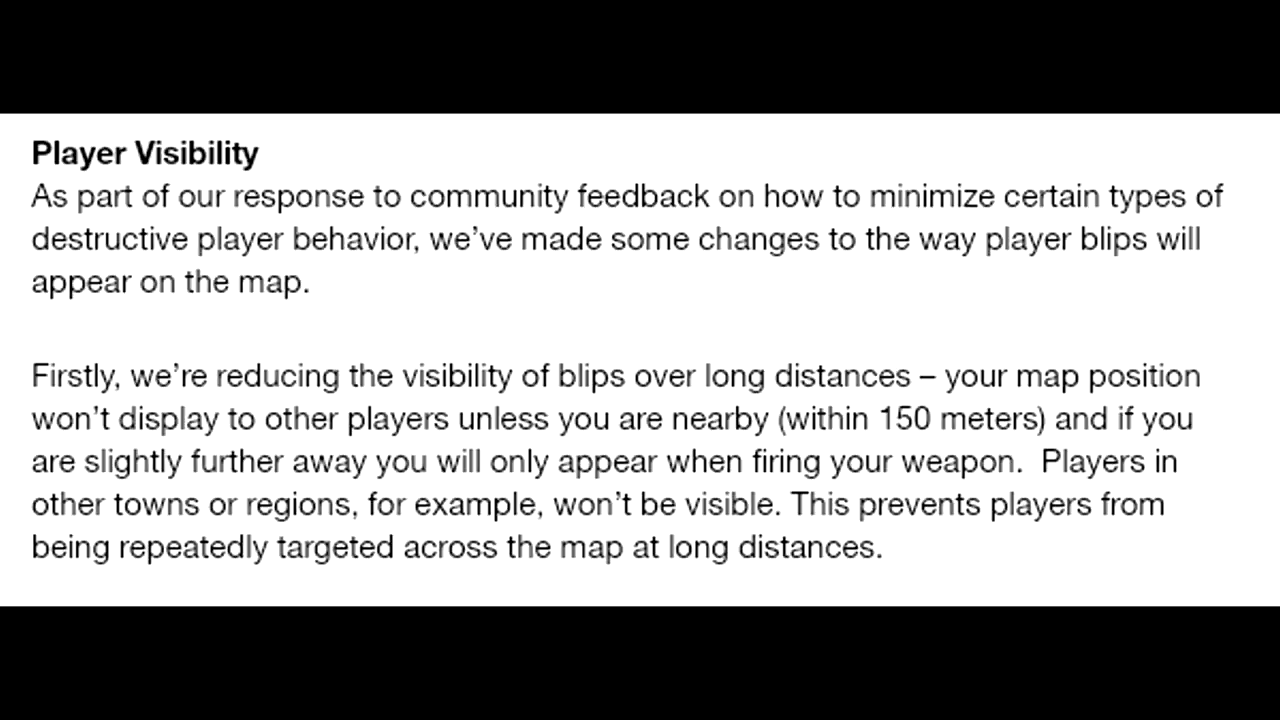 Player Visibility
As part of our response to community feedback on how to minimize certain types of
destructive player behavior, we’ve made some changes to the way player blips will
appear on the map.
Firstly, we’re reducing the visibility of blips over long distances – your map position
won’t display to other players unless you are nearby (within 150 meters) and if you
are slightly further away you will only appear when firing your weapon.  Players in
other towns or regions, for example, won’t be visible. This prevents players from
being repeatedly targeted across the map at long distances.